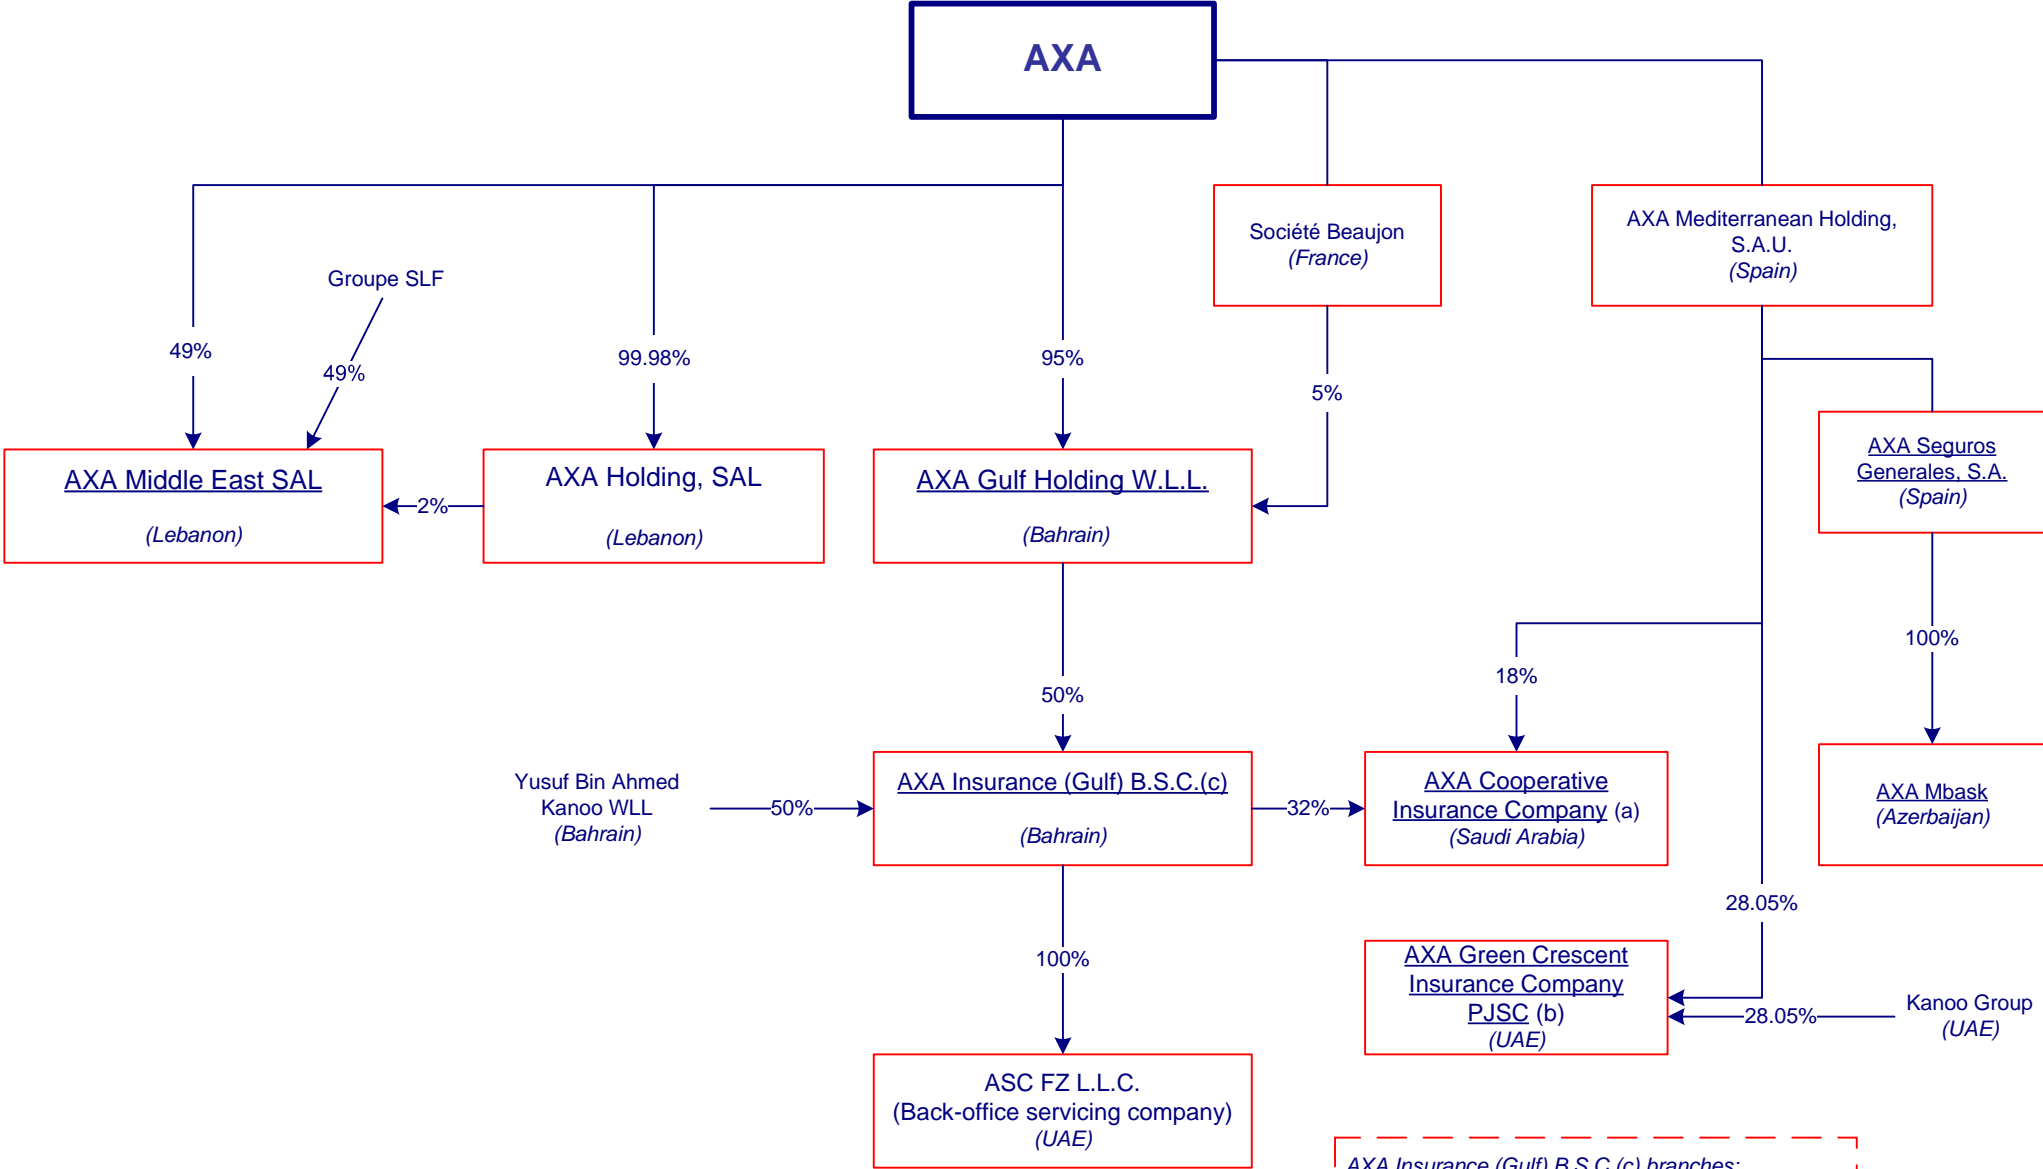 AXA
Société Beaujon
(France)
AXA Mediterranean Holding,
S.A.U.
(Spain)
Groupe SLF
49%
49%
99.98%
95%
5%
AXA Middle East SAL
(Lebanon)
2%
AXA Holding, SAL
(Lebanon)
AXA Gulf Holding W.L.L.
(Bahrain)
AXA Seguros
Generales, S.A.
(Spain)
100%
50%
18%
Yusuf Bin Ahmed
Kanoo WLL
(Bahrain)
50%
AXA Insurance (Gulf) B.S.C.(c)
(Bahrain)
32%
AXA Cooperative
Insurance Company (a)
(Saudi Arabia)
AXA Mbask
(Azerbaijan)
28.05%
100%
AXA Green Crescent
Insurance Company
PJSC (b)
(UAE)
28.05%
Kanoo Group
(UAE)
ASC FZ L.L.C.
(Back-office servicing company)
(UAE)
AXA Insurance (Gulf) B.S.C.(c) branches: